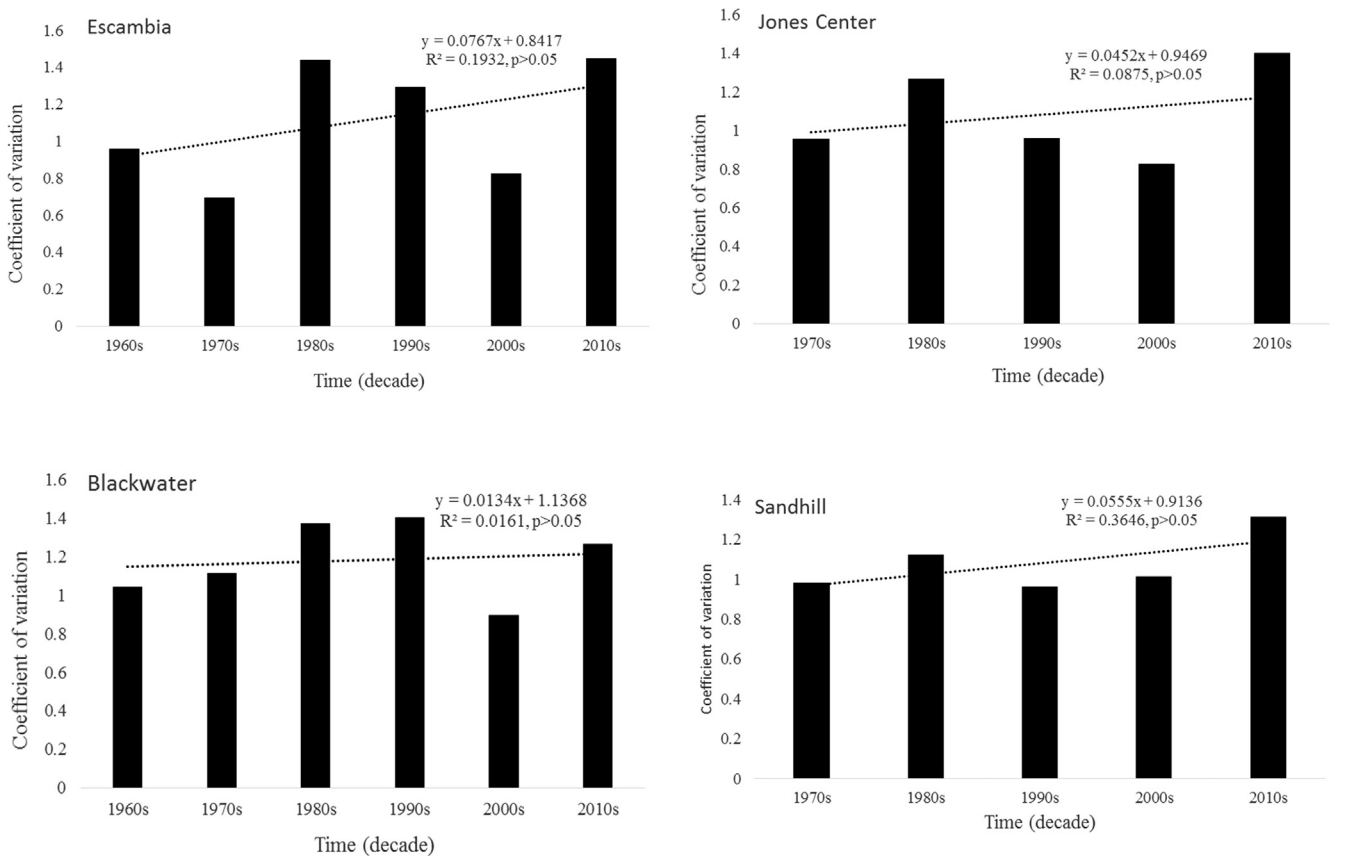 Escambia
y = 0.0767x + 0.8417
R² = 0.1932, p>0.05
Coefficient of variation
1.6
1.4
1.2
1
0.8
0.6
0.4
0.2
0
1960s 1970s 1980s 1990s 2000s 2010s
Time (decade)
Jones Center
y = 0.0452x + 0.9469
R² = 0.0875, p>0.05
Coefficient of variation
1.6
1.4
1.2
1
0.8
0.6
0.4
0.2
0
1970s 1980s 1990s 2000s 2010s
Time (decade)
Blackwater
y = 0.0134x + 1.1368
R² = 0.0161, p>0.05
Coefficient of variation
1.6
1.4
1.2
1
0.8
0.6
0.4
0.2
0
1960s 1970s 1980s 1990s 2000s 2010s
Time (decade)
Sandhill
y = 0.0555x + 0.9136
R² = 0.3646, p>0.05
Coefficient of variation
1.4
1.2
1
0.8
0.6
0.4
0.2
0
1970s 1980s 1990s 2000s 2010s
Time (decade)